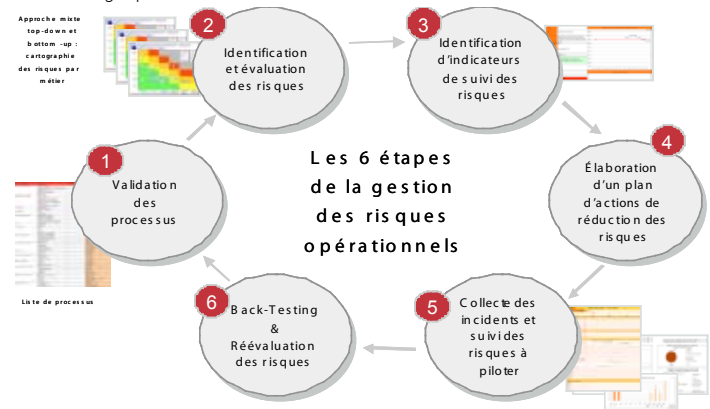 Approche mixte
top-down et
bottom -up :
cartographie
des risques par
métier
2
Identification
et évaluation
des risques
3
Identification
d’indicateurs
de suivi des
risques
4
Élaboration
d’un plan
d’actions de
réduction des
risques
1
Validation
des
processus
Les 6 étapes
de la gestion
des risques
opérationnels
Liste de processus
6
Back-Testing
&
Réévaluation
des risques
5
Collecte des
incidents et
suivi des
risques à
piloter